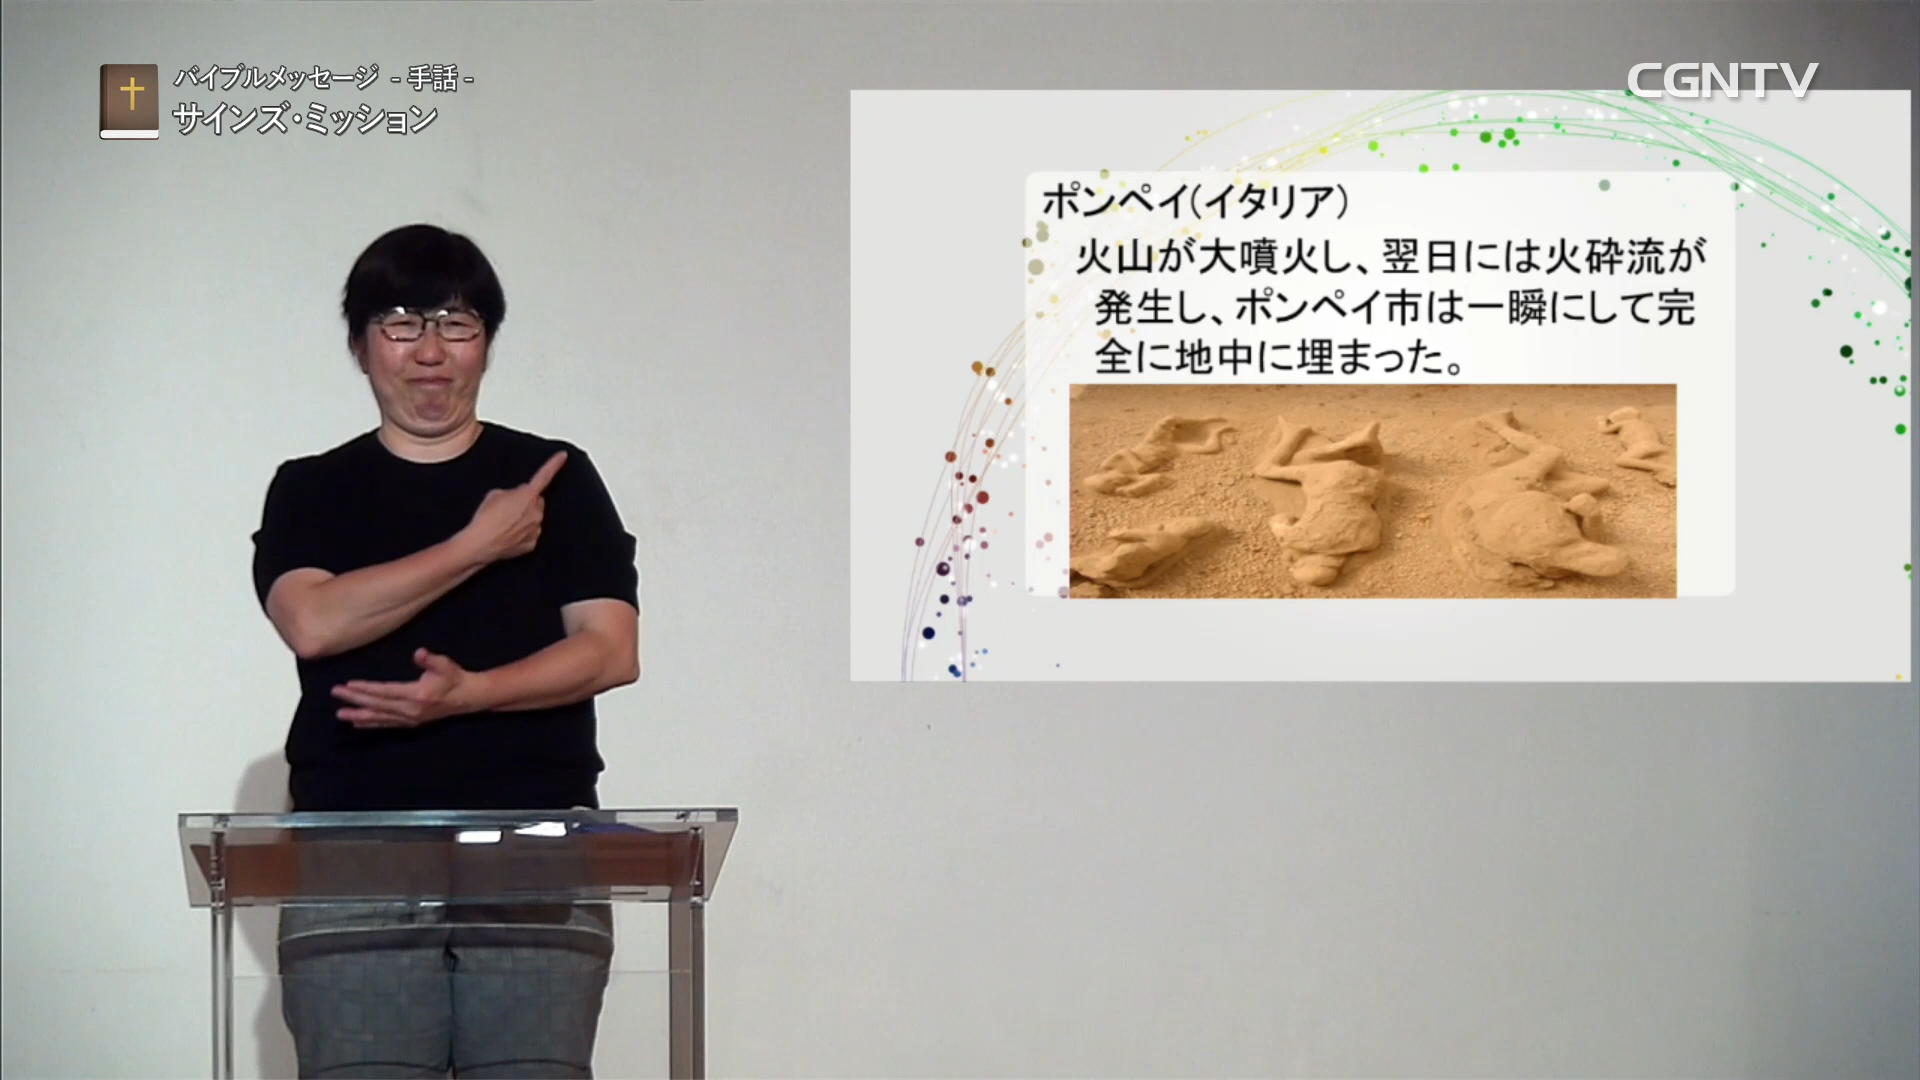 バイブルメッセージ -手話-
サインズ・ミッション
CGNTV
ポンペイ(イタリア)
火山が大噴火し、翌日には火砕流が
発生し、ポンペイ市は一瞬にして完
全に地中に埋まった。